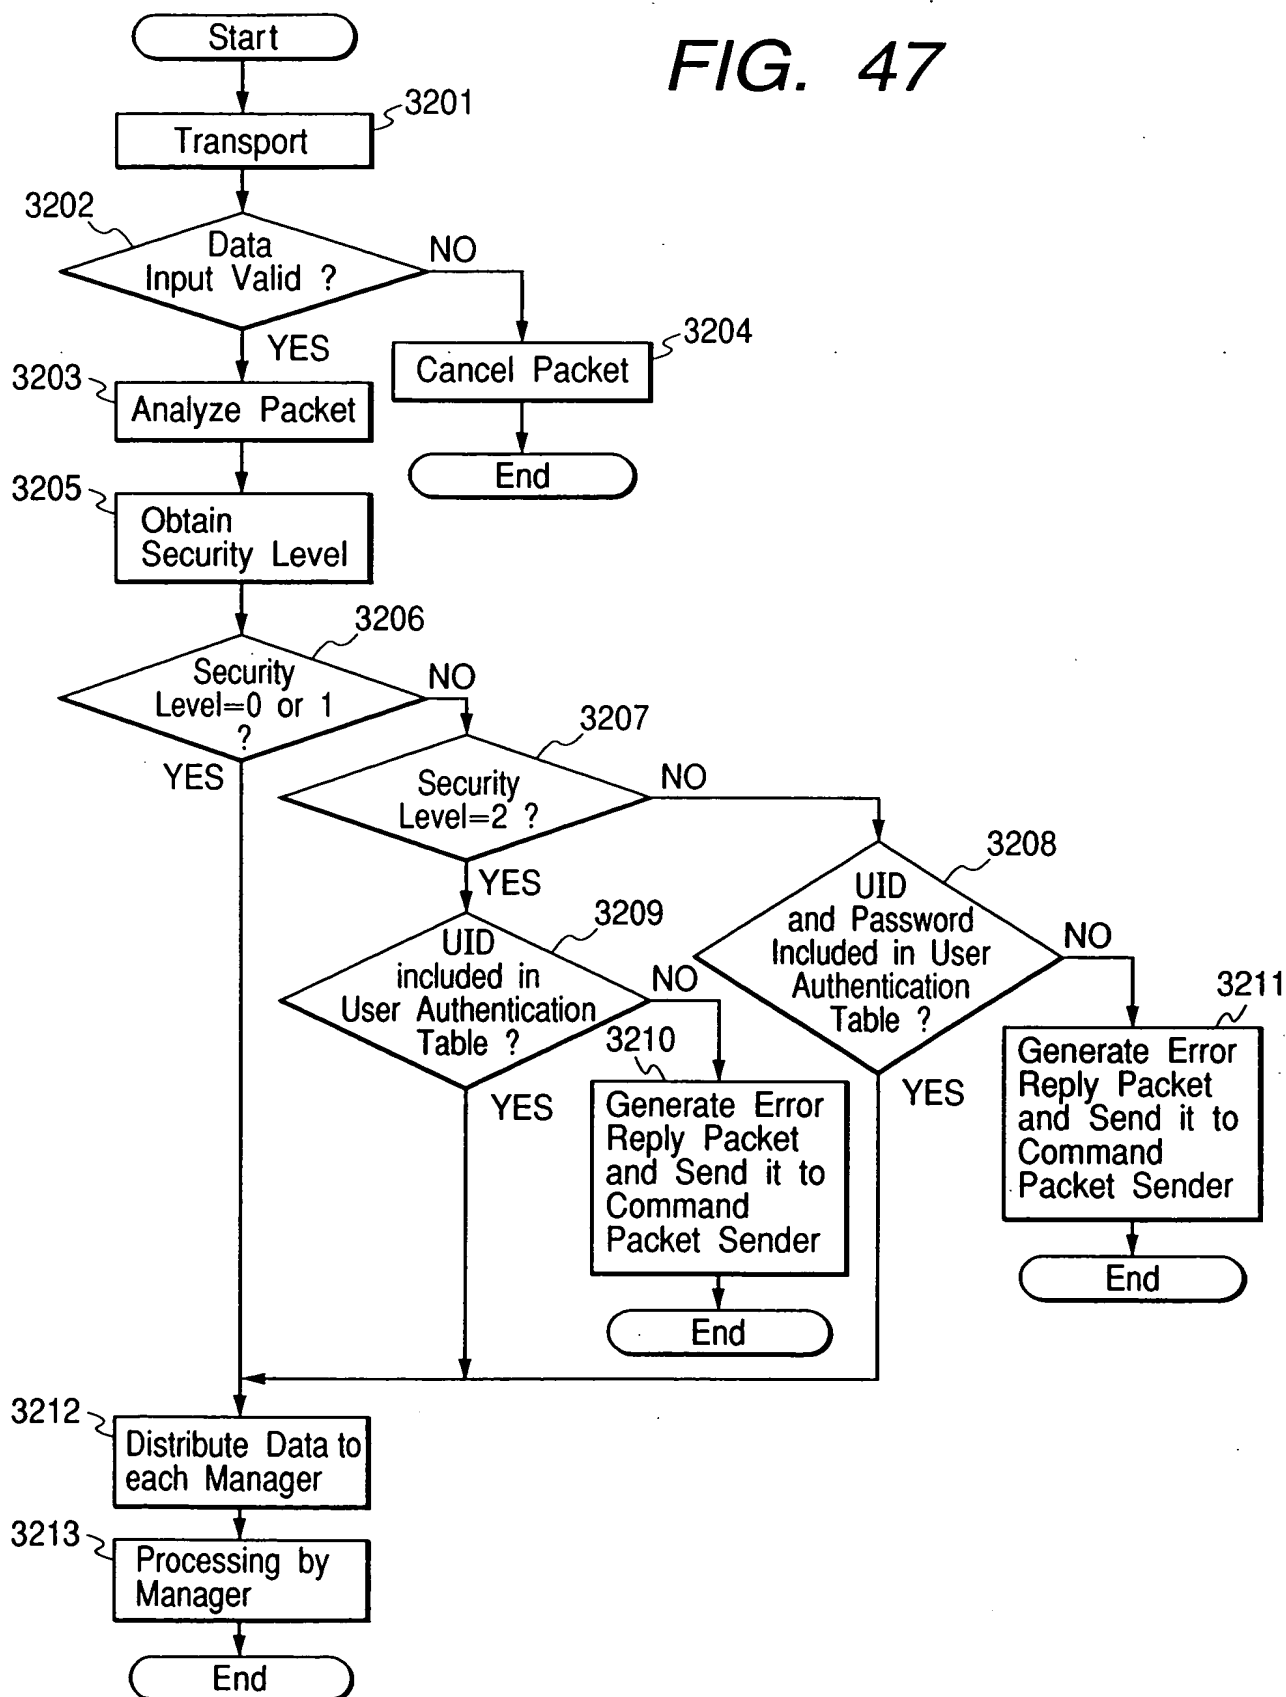 FIG. 47
Start
3201
Transport
3202
Data
Input Valid ?
NO
YES
3204
Cancel Packet
End
3203
Analyze Packet
3205
Obtain
Security Level
3206
Security
Level=0 or 1
?
NO
YES
3207
Security
Level=2 ?
NO
YES
3208
UID
and Password
Included in User
Authentication
Table ?
NO
YES
3209
UID
included in
User Authentication
Table ?
NO
YES
3210
Generate Error
Reply Packet
and Send it to
Command
Packet Sender
End
3211
Generate Error
Reply Packet
and Send it to
Command
Packet Sender
End
3212
Distribute Data to
each Manager
3213
Processing by
Manager
End